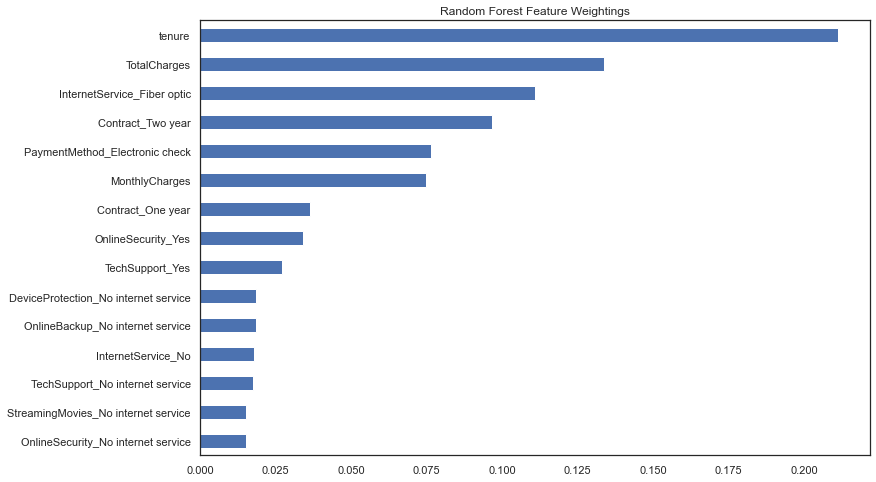 Random Forest Feature Weightings
tenure
TotalCharges
InternetService_Fiber optic
Contract_Two year
PaymentMethod_Electronic check
MonthlyCharges
Contract_One year
OnlineSecurity_Yes
TechSupport_Yes
DeviceProtection_No internet service
OnlineBackup_No internet service
InternetService_No
TechSupport_No internet service
StreamingMovies_No internet service
OnlineSecurity_No internet service
0.000 0.025 0.050 0.075 0.100 0.125 0.150 0.175 0.200